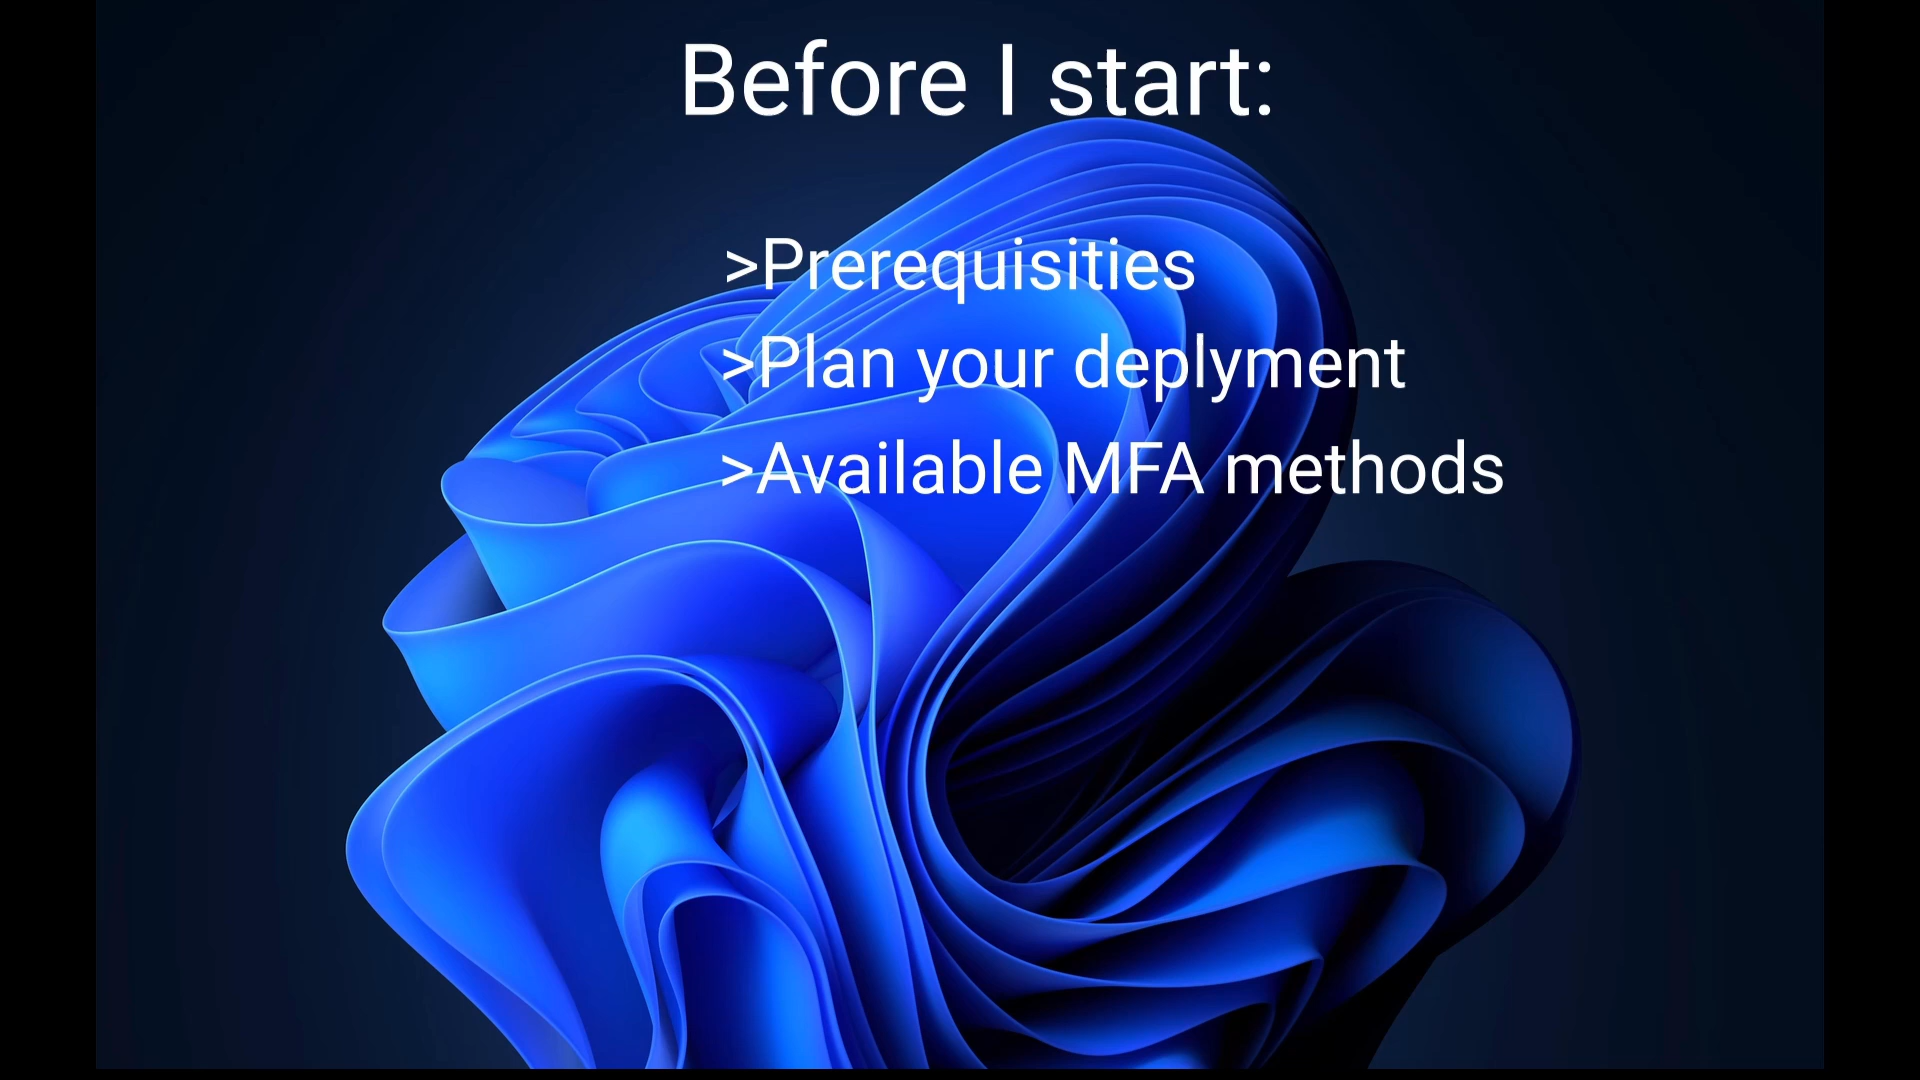 Before I start:
>Prerequisities
>Plan your deplyment
>Available MFA methods